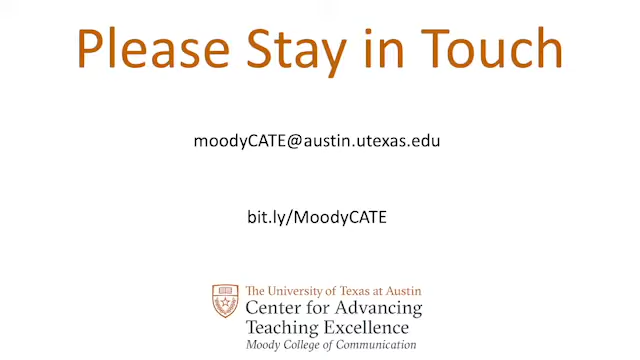 Please Stay in Touch
moodyCATE@austin.utexas.edu
bit.ly/MoodyCATE
The University of Texas at Austin
Center for Advancing
Teaching Excellence
Moody College of Communication